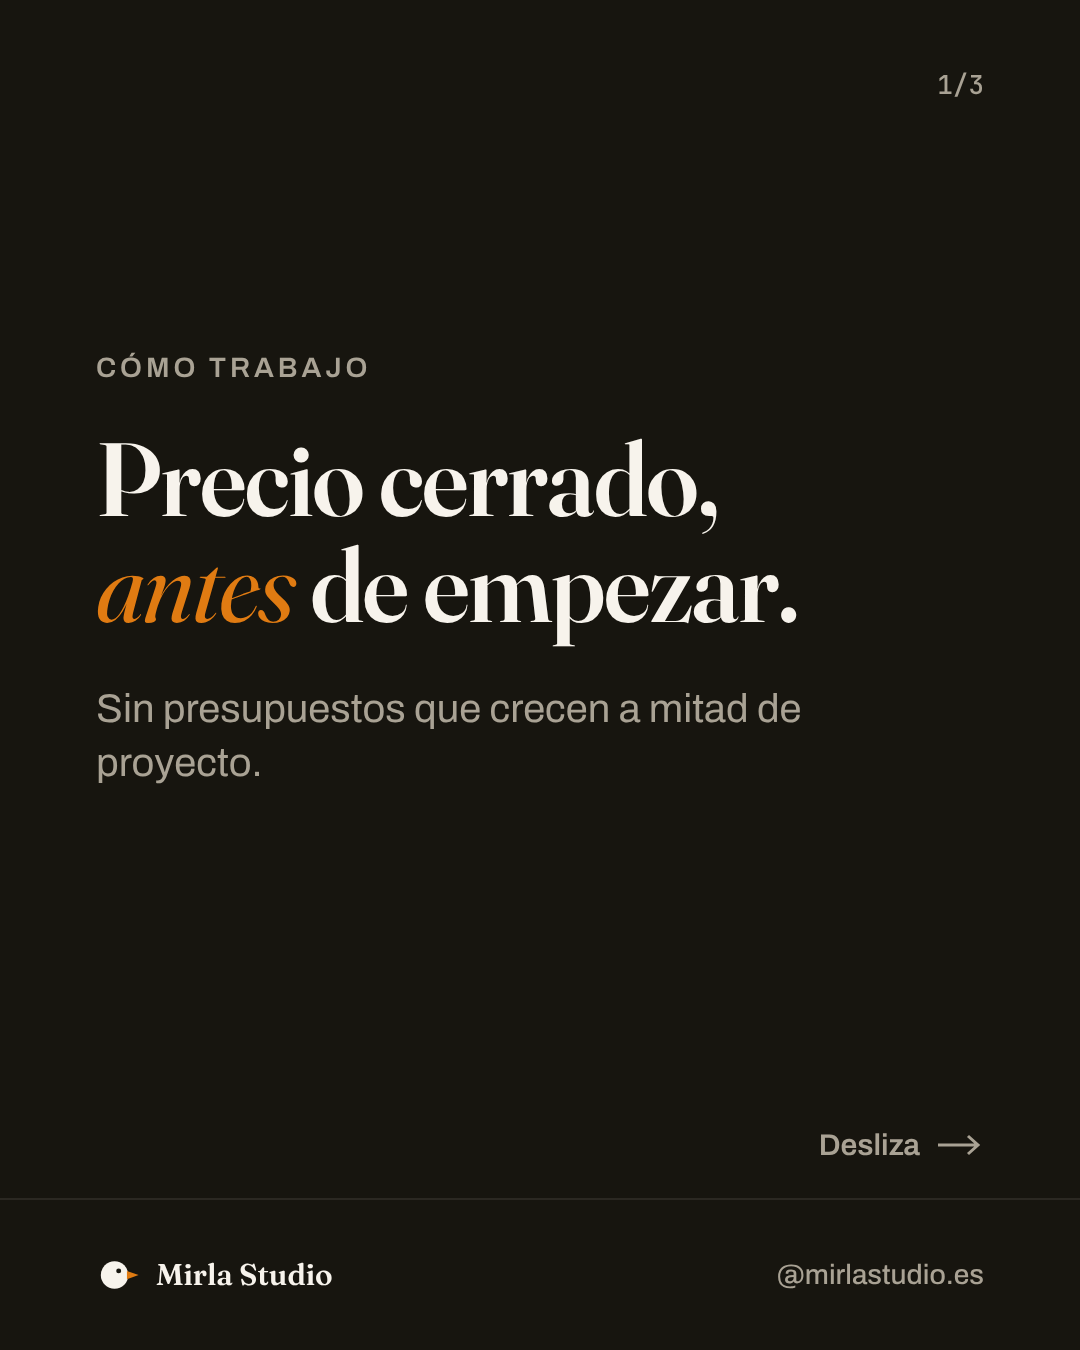 1/3
CÓMO TRABAJO
Precio cerrado,
antes de empezar.
Sin presupuestos que crecen a mitad de
proyecto.
Desliza →
Mirla Studio
@mirlastudio.es